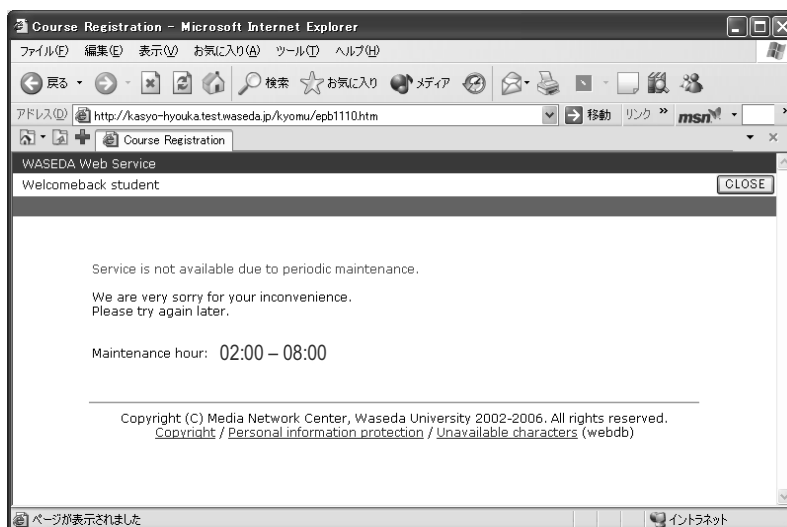 Course Registration - Microsoft Internet Explorer
ファイル(F) 編集(E) 表示(V) お気に入り(A) ツール(T) ヘルプ(H)
戻る 検索 お気に入り メディア
アドレス(D) http://kasyo-hyouka.test.waseda.jp/kyomu/epb1110.htm 移動 リンク » msn »
Course Registration
WASEDA Web Service
Welcomeback student CLOSE
Service is not available due to periodic maintenance.
We are very sorry for your inconvenience.
Please try again later.
Maintenance hour: 02:00 – 08:00
Copyright (C) Media Network Center, Waseda University 2002-2006. All rights reserved.
Copyright / Personal information protection / Unavailable characters (webdb)
ページが表示されました イントラネット